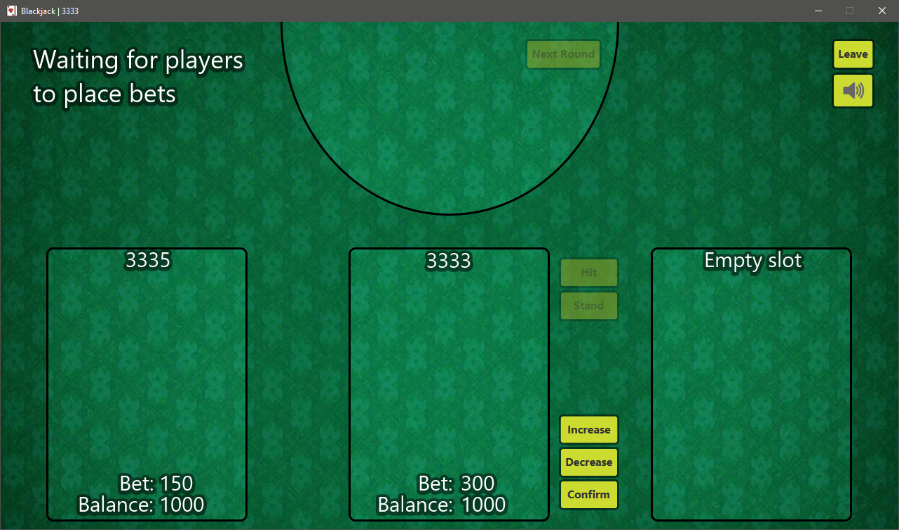 Blackjack | 3333
Waiting for players
to place bets
Next Round
Leave
3335
3333
Empty slot
Hit
Stand
Increase
Decrease
Confirm
Bet: 150
Balance: 1000
Bet: 300
Balance: 1000